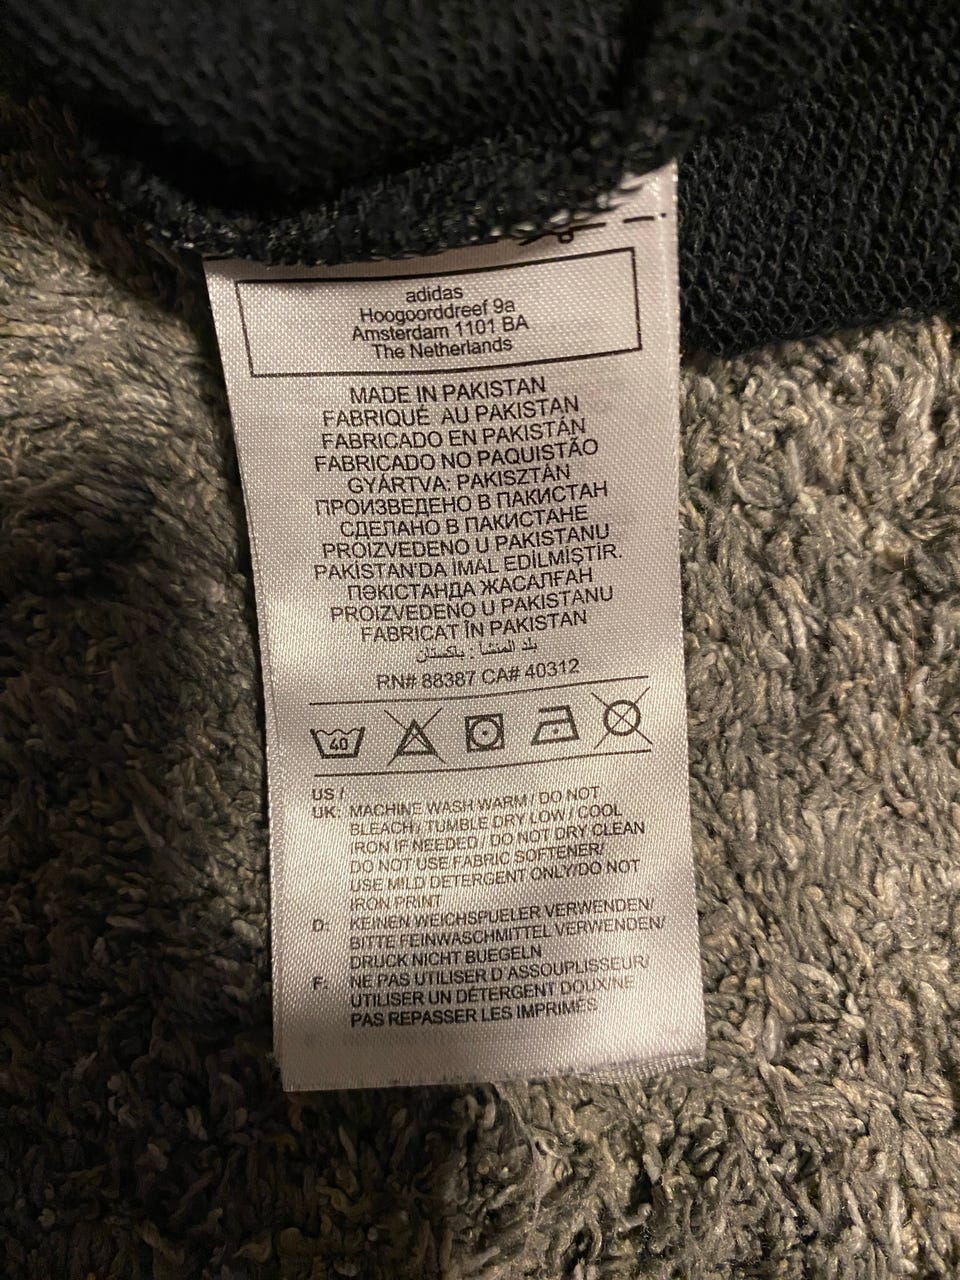 adidas
Hoogoorddreef 9a
Amsterdam 1101 BA
The Netherlands
MADE IN PAKISTAN
FABRIQUÉ AU PAKISTAN
FABRICADO EN PAKISTÁN
FABRICADO NO PAQUISTÃO
GYÁRTVA: PAKISZTÁN
ПРОИЗВЕДЕНО В ПАКИСТАН
СДЕЛАНО В ПАКИСТАНЕ
PROIZVEDENO U PAKISTANU
PAKİSTAN'DA İMAL EDİLMİŞTİR.
ПӘКІСТАНДА ЖАСАЛҒАН
PROIZVEDENO U PAKISTANU
FABRICAT ÎN PAKISTAN
بلد المنشأ : باكستان
RN# 88387 CA# 40312
40
US /
UK: MACHINE WASH WARM / DO NOT
BLEACH / TUMBLE DRY LOW / COOL
IRON IF NEEDED / DO NOT DRY CLEAN
DO NOT USE FABRIC SOFTENER/
USE MILD DETERGENT ONLY/DO NOT
IRON PRINT
D: KEINEN WEICHSPUELER VERWENDEN/
BITTE FEINWASCHMITTEL VERWENDEN/
DRUCK NICHT BUEGELN
F: NE PAS UTILISER D'ASSOUPLISSEUR/
UTILISER UN DÉTERGENT DOUX/NE
PAS REPASSER LES IMPRIMÉS